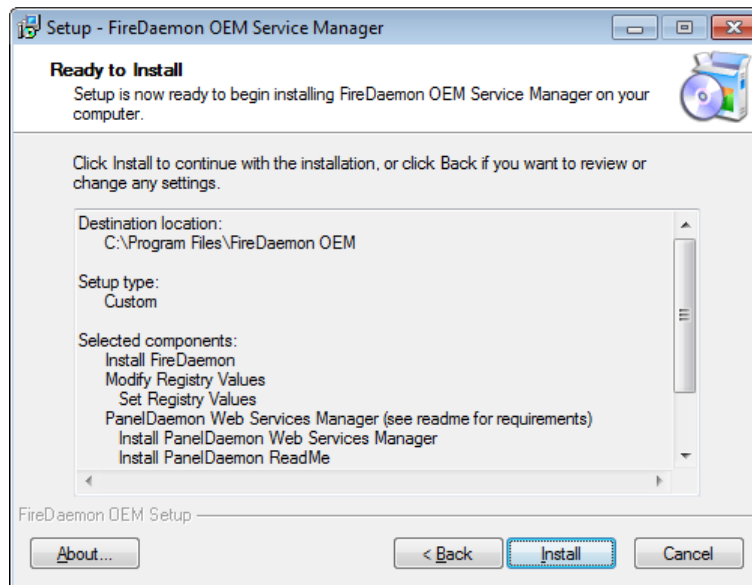 Setup - FireDaemon OEM Service Manager
Ready to Install
Setup is now ready to begin installing FireDaemon OEM Service Manager on your
computer.
Click Install to continue with the installation, or click Back if you want to review or
change any settings.
Destination location:
C:\Program Files\FireDaemon OEM
Setup type:
Custom
Selected components:
Install FireDaemon
Modify Registry Values
Set Registry Values
PanelDaemon Web Services Manager (see readme for requirements)
Install PanelDaemon Web Services Manager
Install PanelDaemon ReadMe
FireDaemon OEM Setup
About...
< Back
Install
Cancel